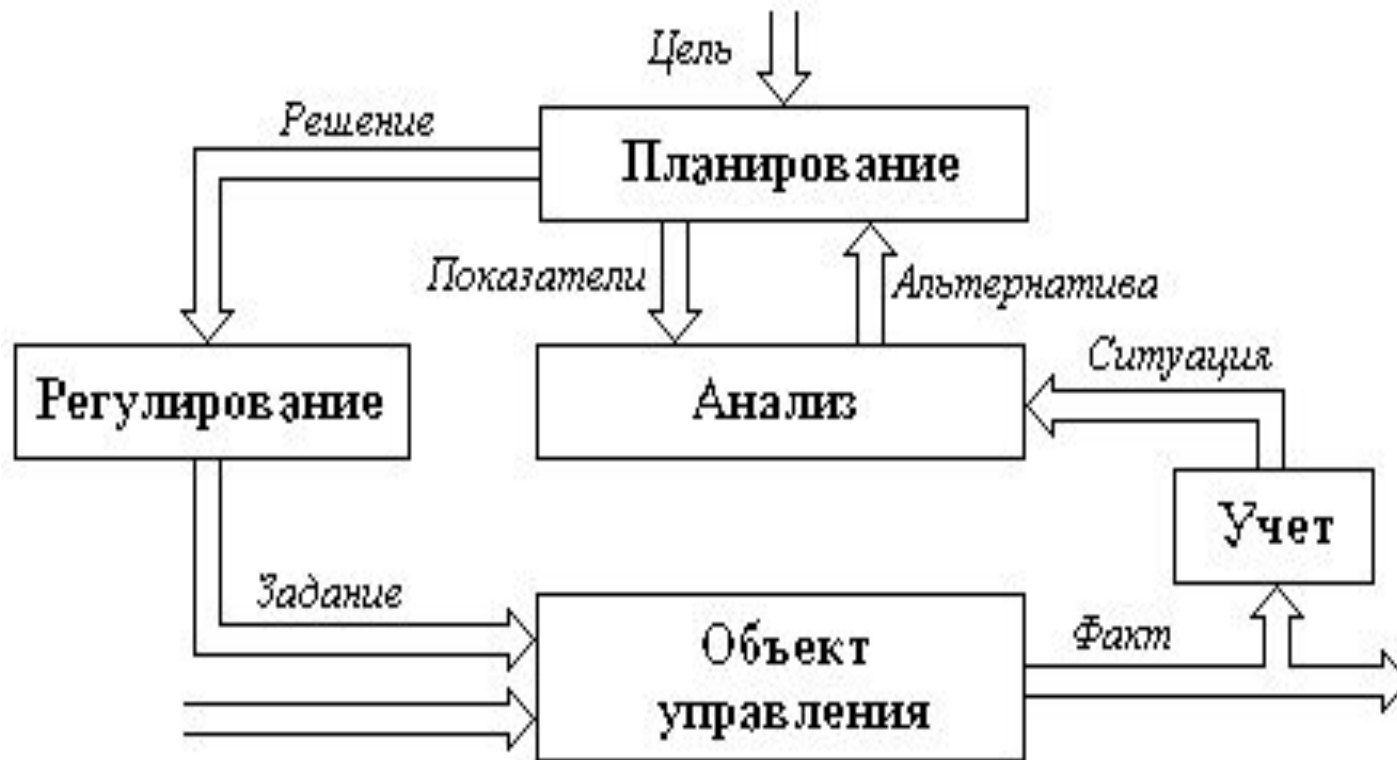 Цель
Решение
Планирование
Показатели
Альтернатива
Ситуация
Регулирование
Анализ
Учет
Задание
Объект
управления
Факт